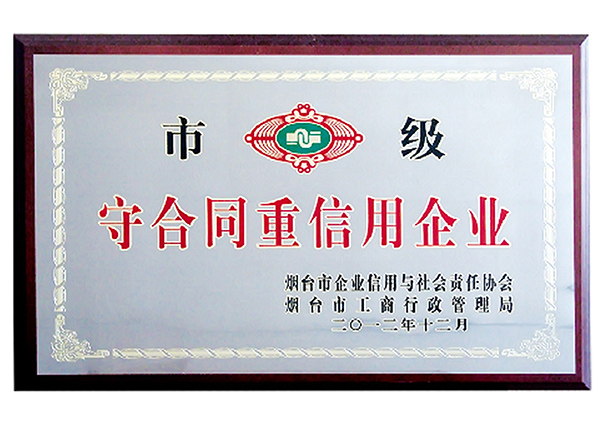 市 级
守合同重信用企业
烟台市企业信用与社会责任协会
烟台市工商行政管理局
二〇一二年十二月